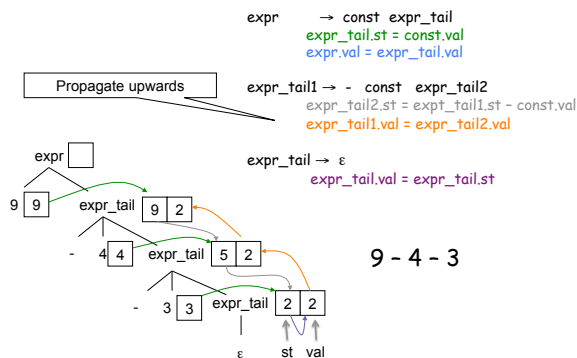 expr → const expr_tail
expr_tail.st = const.val
expr.val = expr_tail.val
Propagate upwards
expr_tail1 → - const expr_tail2
expr_tail2.st = expt_tail1.st – const.val
expr_tail1.val = expr_tail2.val
expr_tail → ε
expr_tail.val = expr_tail.st
expr
9 9 expr_tail 9 2
- 4 4 expr_tail 5 2
9 – 4 – 3
- 3 3 expr_tail 2 2
ε st val